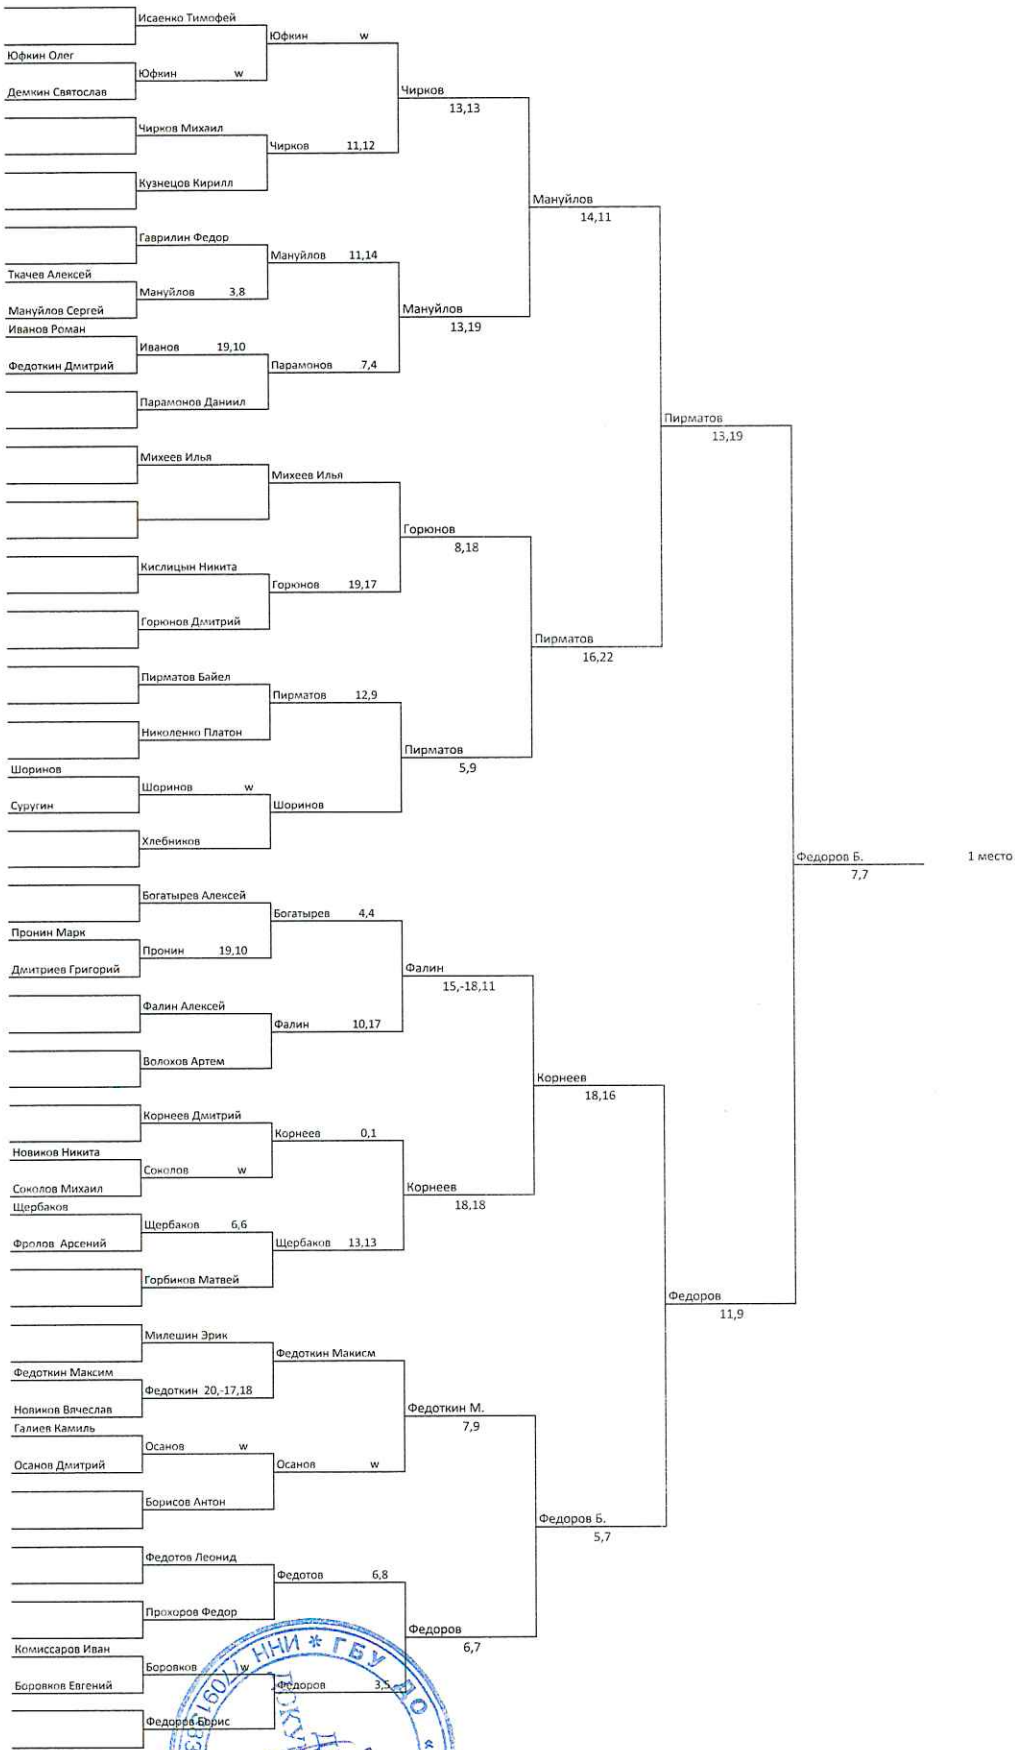 Исаенко Тимофей
Юфкин w
Юфкин Олег
Юфкин w
Демкин Святослав
Чирков
13,13
Чирков Михаил
Чирков 11,12
Кузнецов Кирилл
Мануйлов
14,11
Гаврилин Федор
Мануйлов 11,14
Ткачев Алексей
Мануйлов 3,8
Мануйлов Сергей
Мануйлов
13,19
Иванов Роман
Иванов 19,10
Федоткин Дмитрий
Парамонов 7,4
Парамонов Даниил
Пирматов
13,19
Михеев Илья
Михеев Илья
Горюнов
8,18
Кислицын Никита
Горюнов 19,17
Горюнов Дмитрий
Пирматов
16,22
Пирматов Байел
Пирматов 12,9
Николенко Платон
Пирматов
5,9
Шоринов
Шоринов w
Суругин
Шоринов
Хлебников
Федоров Б. 1 место
7,7
Богатырев Алексей
Богатырев 4,4
Пронин Марк
Пронин 19,10
Дмитриев Григорий
Фалин
15,-18,11
Фалин Алексей
Фалин 10,17
Волохов Артем
Корнеев
18,16
Корнеев Дмитрий
Корнеев 0,1
Новиков Никита
Соколов w
Соколов Михаил
Корнеев
18,18
Щербаков
Щербаков 6,6
Фролов Арсений
Щербаков 13,13
Горбиков Матвей
Федоров
11,9
Милешин Эрик
Федоткин Макисм
Федоткин Максим
Федоткин 20,-17,18
Новиков Вячеслав
Федоткин М.
7,9
Галиев Камиль
Осанов w
Осанов Дмитрий
Осанов w
Борисов Антон
Федоров Б.
5,7
Федотов Леонид
Федотов 6,8
Прохоров Федор
Федоров
6,7
Комиссаров Иван
Боровков w
Боровков Евгений
Федоров 3,5
Федоров Борис
ИНН * ГБУ ДО «